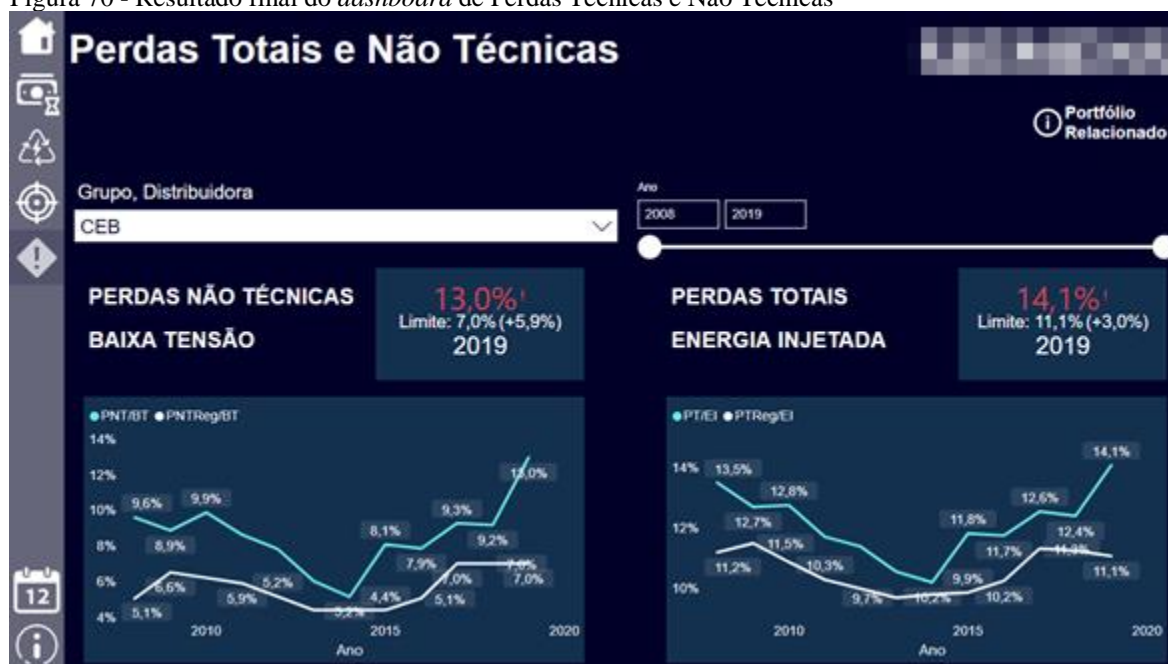 Figura 70 - Resultado final do dashboard de Perdas Técnicas e Não Técnicas
Perdas Totais e Não Técnicas
Portfólio
Relacionado
Grupo, Distribuidora
CEB
Ano
2008 2019
PERDAS NÃO TÉCNICAS
BAIXA TENSÃO
13,0%!
Limite: 7,0% (+5,9%)
2019
PERDAS TOTAIS
ENERGIA INJETADA
14,1%!
Limite: 11,1% (+3,0%)
2019
PNT/BT PNTReg/BT
14%
12%
10%
8%
6%
4%
9,6%
8,9%
9,9%
8,1%
7,9%
9,3%
9,2%
13,0%
5,1%
6,6%
5,9%
5,2%
5,2%
4,4%
5,1%
7,0%
7,0%
7,0%
2010 2015 2020
Ano
PT/EI PTReg/EI
14%
12%
10%
13,5%
12,7%
12,8%
11,8%
11,7%
12,6%
12,4%
14,1%
11,2%
11,5%
10,3%
9,7%
10,2%
9,9%
10,2%
11,1%
2010 2015 2020
Ano
12